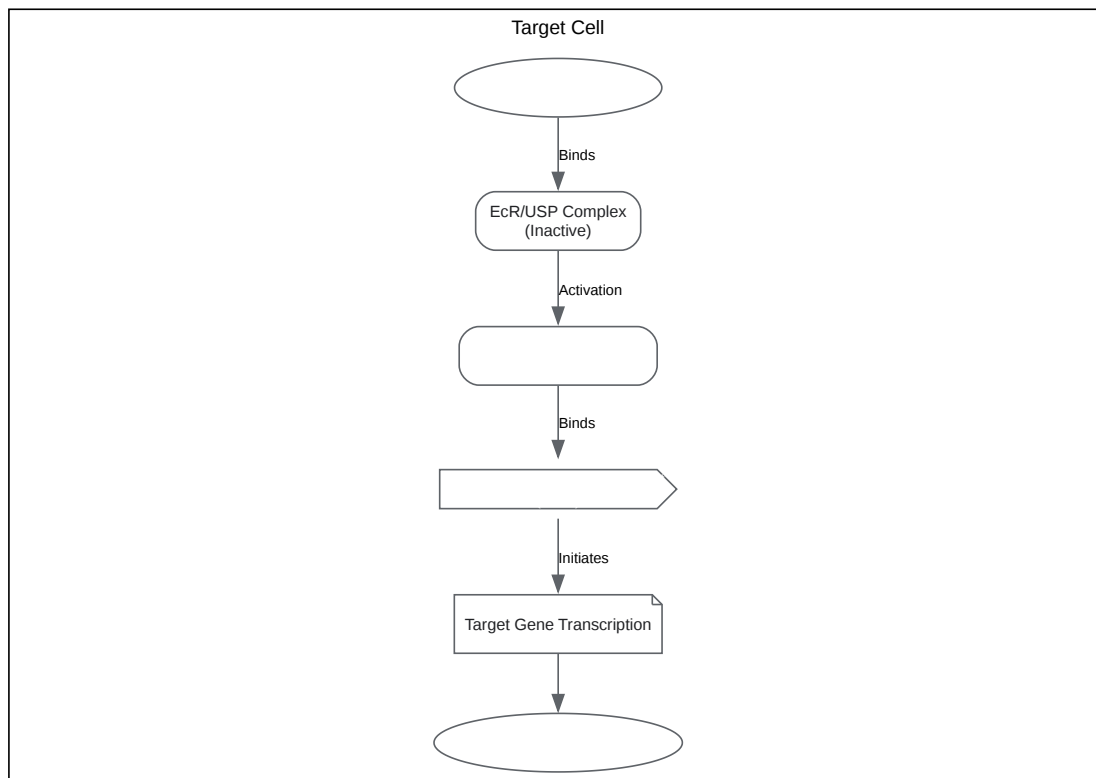 Target Cell
Binds
EcR/USP Complex
(Inactive)
Activation
Binds
Initiates
Target Gene Transcription